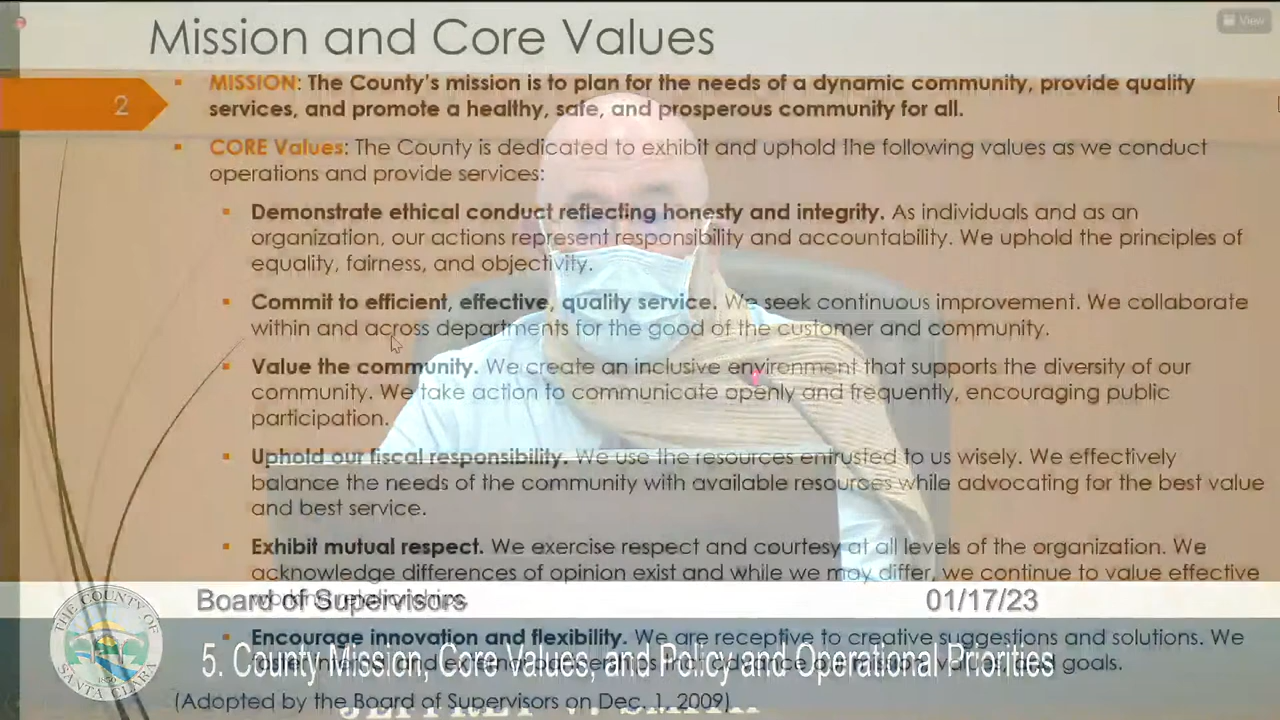 Mission and Core Values
View
2
▪ MISSION: The County's mission is to plan for the needs of a dynamic community, provide quality
services, and promote a healthy, safe, and prosperous community for all.
▪ CORE Values: The County is dedicated to exhibit and uphold the following values as we conduct
operations and provide services:
▪ Demonstrate ethical conduct reflecting honesty and integrity. As individuals and as an
organization, our actions represent responsibility and accountability. We uphold the principles of
equality, fairness, and objectivity.
▪ Commit to efficient, effective, quality service. We seek continuous improvement. We collaborate
within and across departments for the good of the customer and community.
▪ Value the community. We create an inclusive environment that supports the diversity of our
community. We take action to communicate openly and frequently, encouraging public
participation.
▪ Uphold our fiscal responsibility. We use the resources entrusted to us wisely. We effectively
balance the needs of the community with available resources while advocating for the best value
and best service.
▪ Exhibit mutual respect. We exercise respect and courtesy at all levels of the organization. We
acknowledge differences of opinion exist and while we may differ, we continue to value effective
Board of Supervisors 01/17/23
THE COUNTY OF
SANTA CLARA
▪ Encourage innovation and flexibility. We are receptive to creative suggestions and solutions. We
goals.
5. County Mission, Core Values, and Policy and Operational Priorities
(Adopted by the Board of Supervisors on Dec. 1, 2009)
JEFFREY V. SMITH